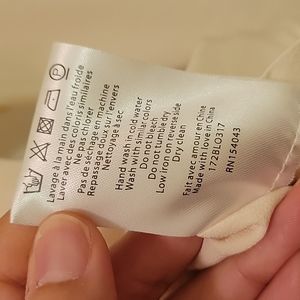 Lavage à la main dans l'eau froide
Laver avec des coloris similaires
Ne pas chlorer
Pas de séchage en machine
Repassage doux sur l'envers
Nettoyage à sec
Hand wash in cold water
Wash with similar colors
Do not bleach
Do not tumble dry
Low iron on reverse side
Dry clean
Fait avec amour en Chine
Made with love in China
1722BLO317
RN154043